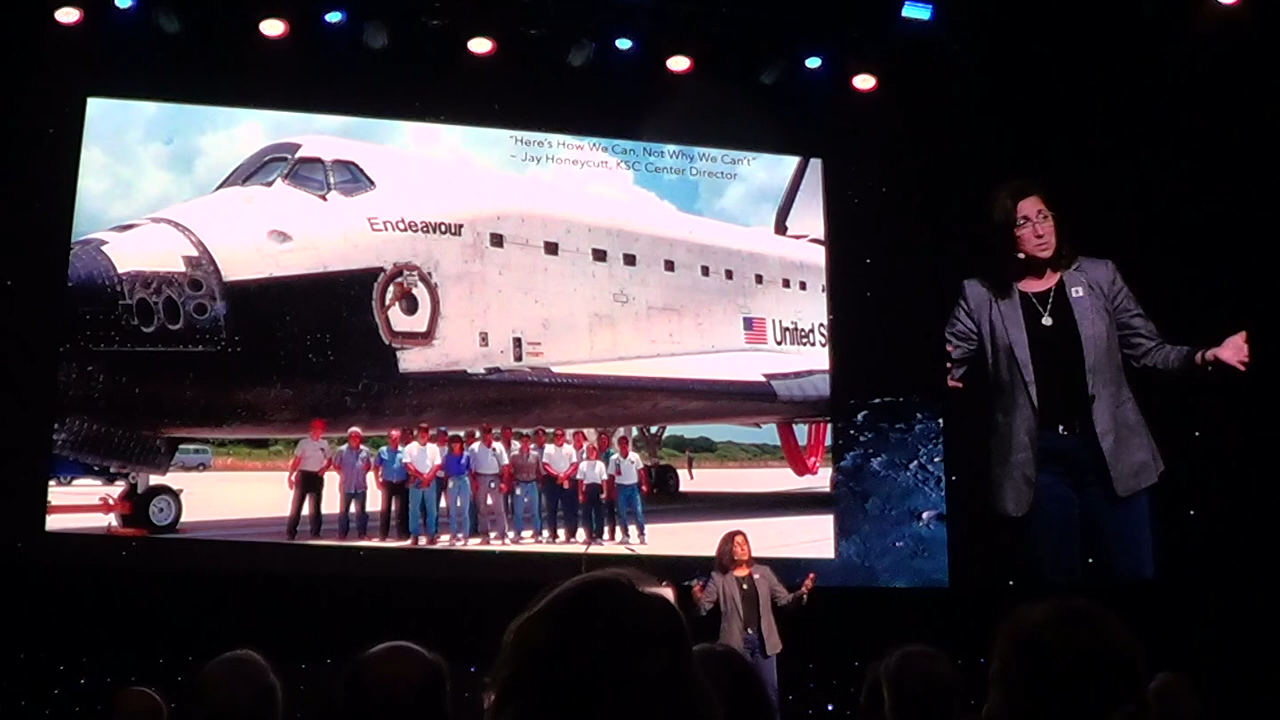 "Here's How We Can, Not Why We Can't"
– Jay Honeycutt, KSC Center Director
Endeavour
United S